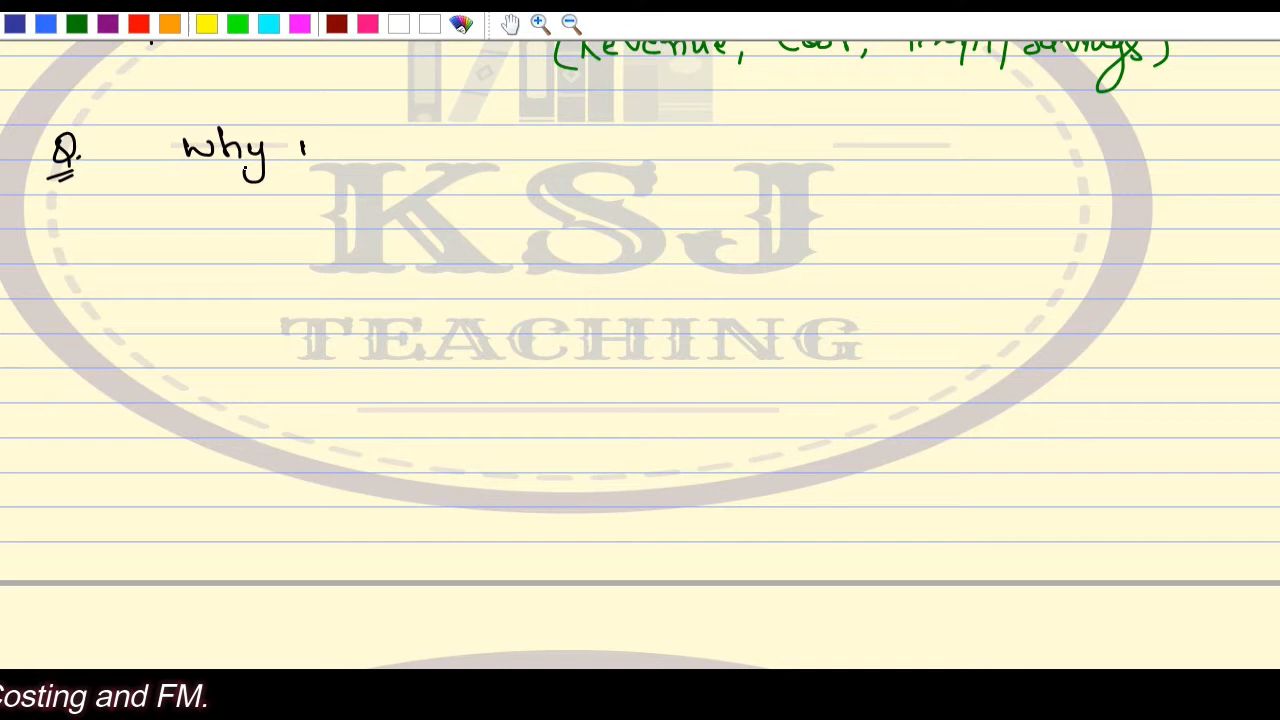 (Revenue, Cost, Profit/Savings)
Q. Why
KSJ
TEACHING
Costing and FM.